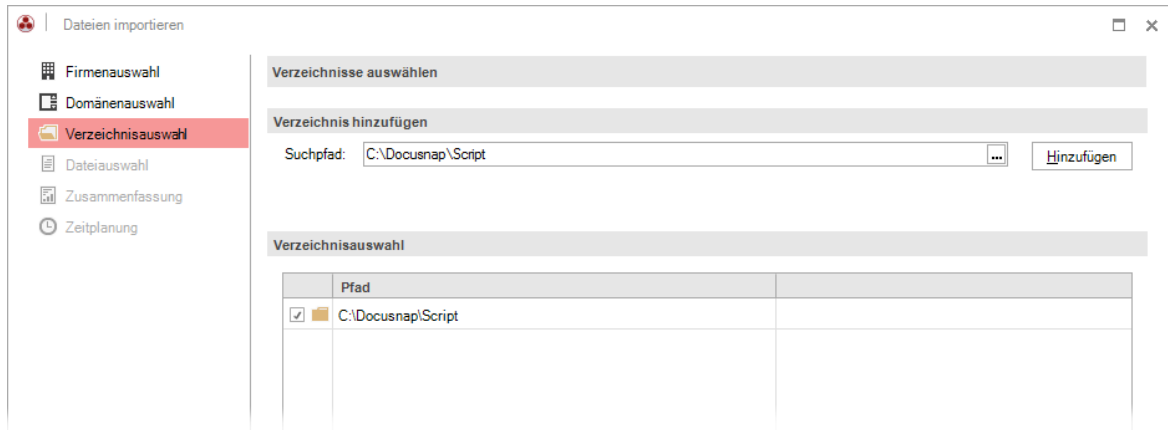 Dateien importieren
Firmenauswahl
Domänenauswahl
Verzeichnisauswahl
Dateiauswahl
Zusammenfassung
Zeitplanung
Verzeichnisse auswählen
Verzeichnis hinzufügen
Suchpfad: C:\Docusnap\Script ... Hinzufügen
Verzeichnisauswahl
Pfad
C:\Docusnap\Script